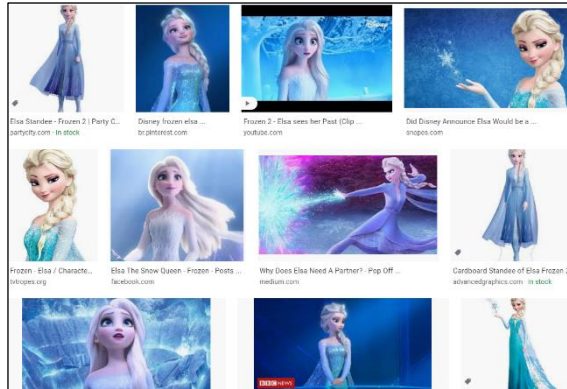 Disney
Elsa Standee - Frozen 2 | Party C...
partycity.com · In stock
Disney frozen elsa ...
br.pinterest.com
Frozen 2 - Elsa sees her Past (Clip ...
youtube.com
Did Disney Announce Elsa Would be a ...
snopes.com
Frozen - Elsa / Characte...
tvtropes.org
Elsa The Snow Queen - Frozen - Posts ...
facebook.com
Why Does Elsa Need A Partner? - Pop Off ...
medium.com
Cardboard Standee of Elsa Frozen 2
advancedgraphics.com · In stock
BBC NEWS